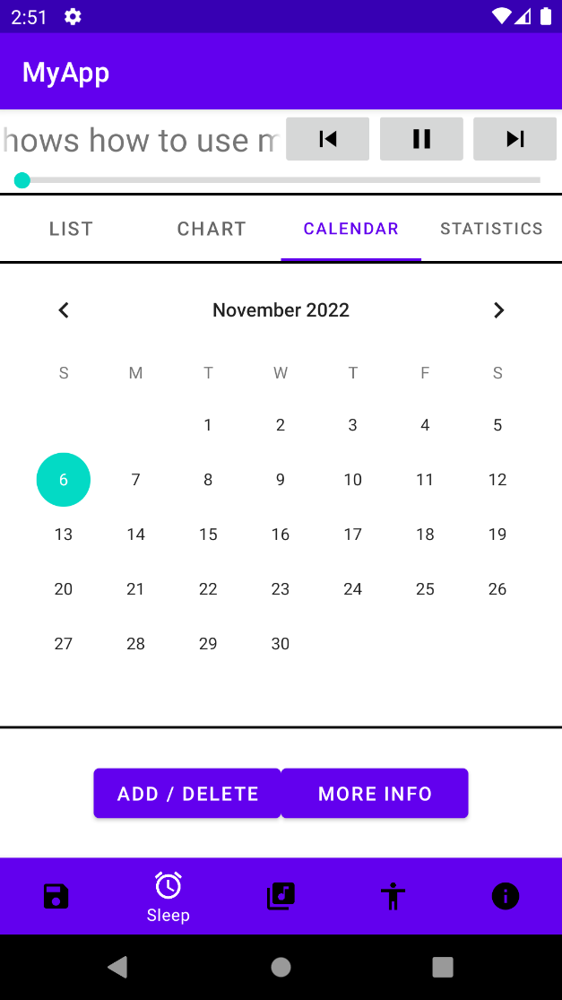 2:51
MyApp
hows how to use
LIST CHART CALENDAR STATISTICS
November 2022
S M T W T F S
1 2 3 4 5
6 7 8 9 10 11 12
13 14 15 16 17 18 19
20 21 22 23 24 25 26
27 28 29 30
ADD / DELETE MORE INFO
Sleep